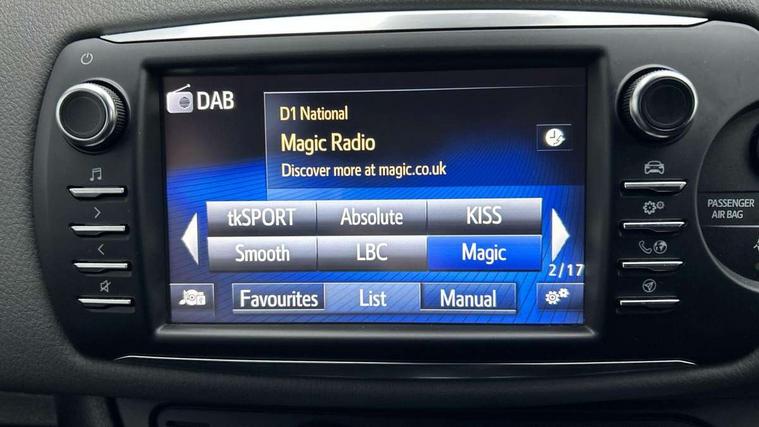 DAB
D1 National
Magic Radio
Discover more at magic.co.uk
tkSPORT Absolute KISS
Smooth LBC Magic
2/17
Favourites List Manual
PASSENGER
AIR BAG